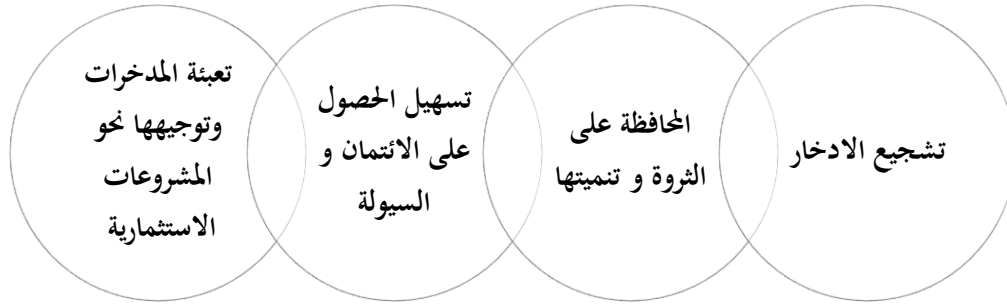 تشجيع الادخار
المحافظة على
الثروة و تنميتها
تسهيل الحصول
على الائتمان و
السيولة
تعبئة المدخرات
وتوجيهها نحو
المشروعات
الاستثمارية